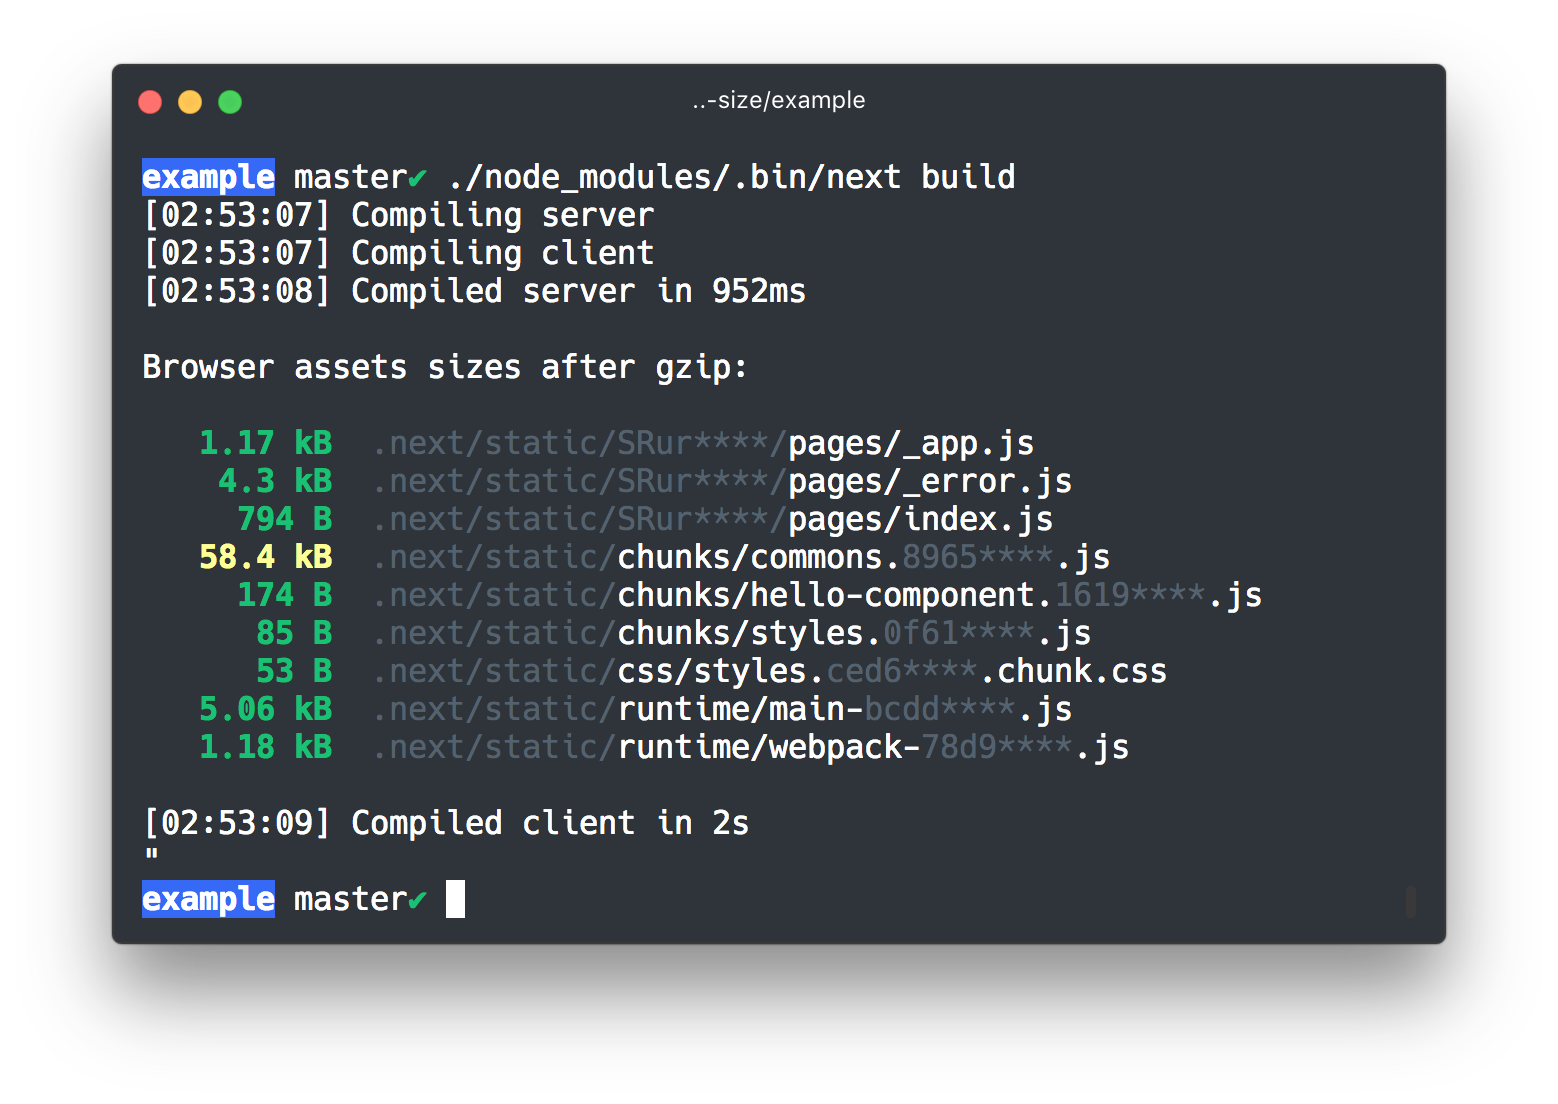 ..-size/example
example master✔ ./node_modules/.bin/next build
[02:53:07] Compiling server
[02:53:07] Compiling client
[02:53:08] Compiled server in 952ms
Browser assets sizes after gzip:
1.17 kB .next/static/SRur****/pages/_app.js
4.3 kB .next/static/SRur****/pages/_error.js
794 B .next/static/SRur****/pages/index.js
58.4 kB .next/static/chunks/commons.8965****.js
174 B .next/static/chunks/hello-component.1619****.js
85 B .next/static/chunks/styles.0f61****.js
53 B .next/static/css/styles.ced6****.chunk.css
5.06 kB .next/static/runtime/main-bcdd****.js
1.18 kB .next/static/runtime/webpack-78d9****.js
[02:53:09] Compiled client in 2s
"
example master✔